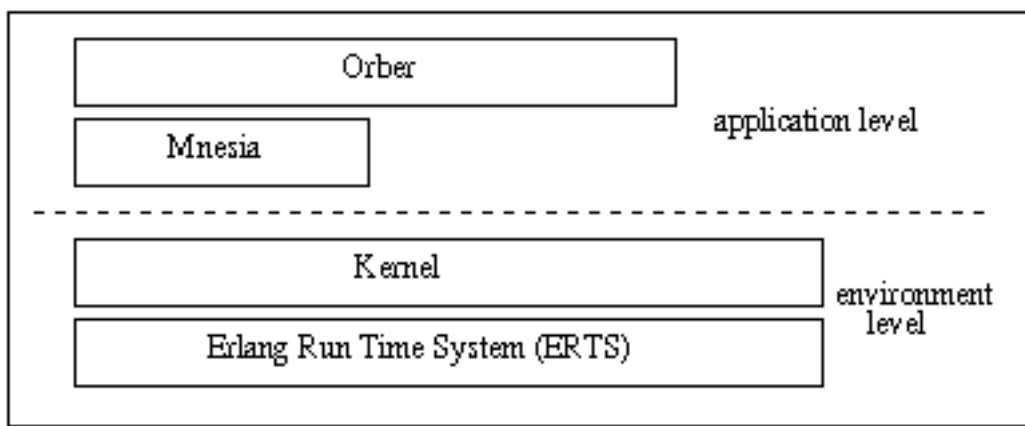 Orber
application level
Mnesia
Kernel
environment
level
Erlang Run Time System (ERTS)